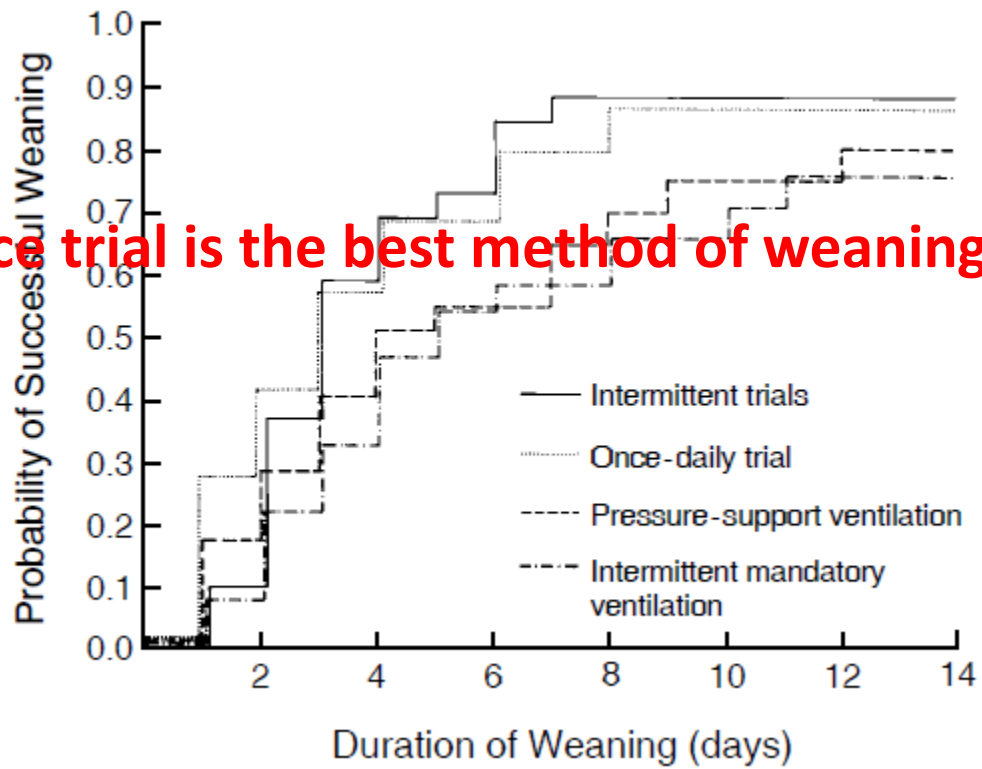 1.0
0.9
0.8
0.7
trial is the best method of weaning
0.6
0.5
0.4
0.3
0.2
0.1
0.0
Probability of Successful Weaning
Intermittent trials
Once-daily trial
Pressure-support ventilation
Intermittent mandatory
ventilation
2 4 6 8 10 12 14
Duration of Weaning (days)